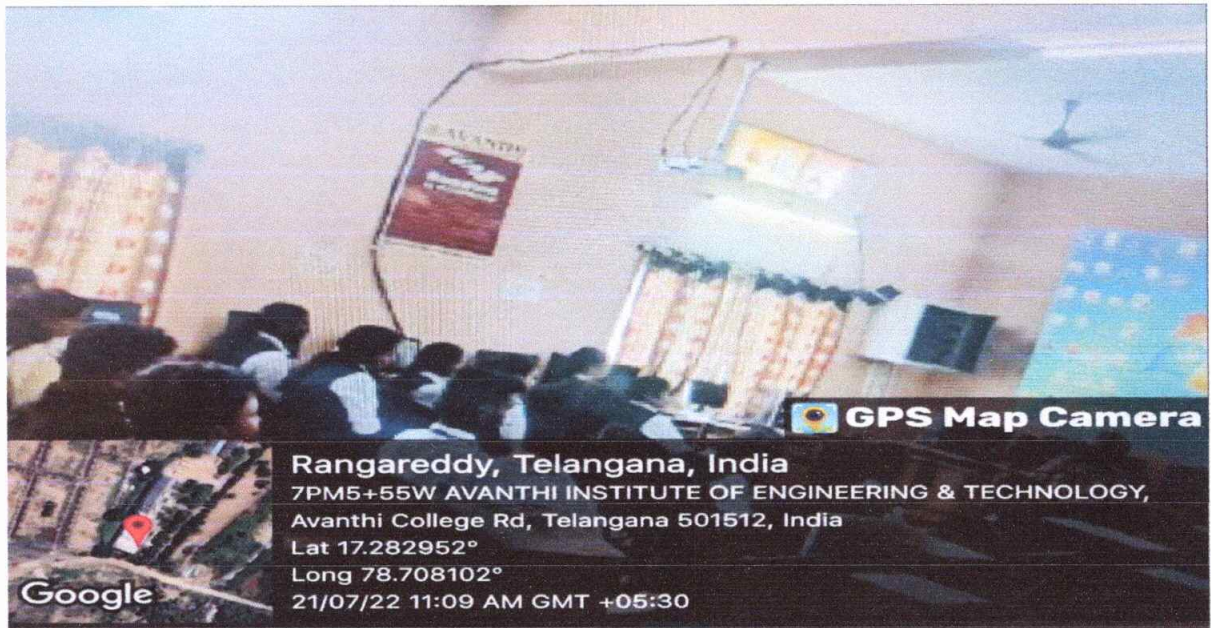 AVANTHI
GPS Map Camera
Rangareddy, Telangana, India
7PM5+55W AVANTHI INSTITUTE OF ENGINEERING & TECHNOLOGY,
Avanthi College Rd, Telangana 501512, India
Lat 17.282952°
Long 78.708102°
21/07/22 11:09 AM GMT +05:30
Google